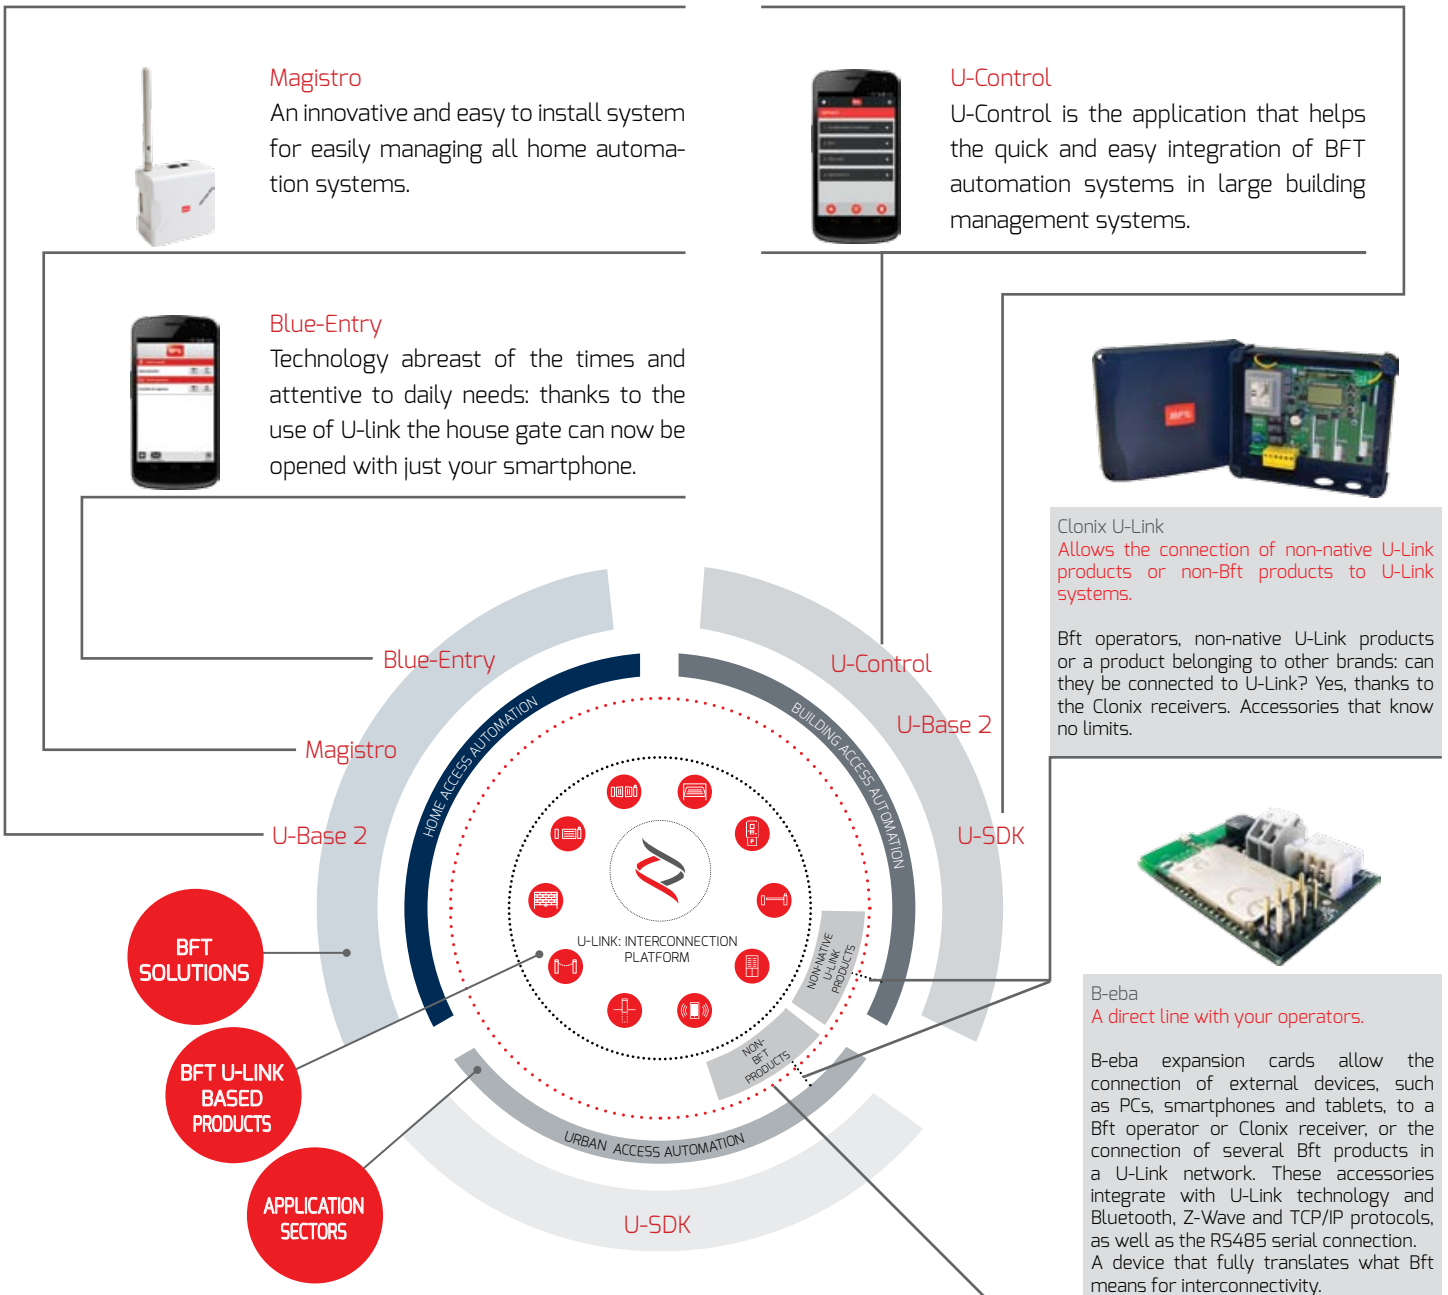 Magistro
An innovative and easy to install system
for easily managing all home automa-
tion systems.
U-Control
U-Control is the application that helps
the quick and easy integration of BFT
automation systems in large building
management systems.
Blue-Entry
Technology abreast of the times and
attentive to daily needs: thanks to the
use of U-link the house gate can now be
opened with just your smartphone.
Clonix U-Link
Allows the connection of non-native U-Link
products or non-Bft products to U-Link
systems.
Bft operators, non-native U-Link products
or a product belonging to other brands: can
they be connected to U-Link? Yes, thanks to
the Clonix receivers. Accessories that know
no limits.
B-eba
A direct line with your operators.
B-eba expansion cards allow the
connection of external devices, such
as PCs, smartphones and tablets, to a
Bft operator or Clonix receiver, or the
connection of several Bft products in
a U-Link network. These accessories
integrate with U-Link technology and
Bluetooth, Z-Wave and TCP/IP protocols,
as well as the RS485 serial connection.
A device that fully translates what Bft
means for interconnectivity.
Blue-Entry
Magistro
U-Base 2
U-Control
U-Base 2
U-SDK
U-SDK
HOME ACCESS AUTOMATION
BUILDING ACCESS AUTOMATION
URBAN ACCESS AUTOMATION
P
U-LINK: INTERCONNECTION
PLATFORM
NON-NATIVE
U-LINK
PRODUCTS
NON-
BFT
PRODUCTS
BFT
SOLUTIONS
BFT U-LINK
BASED
PRODUCTS
APPLICATION
SECTORS